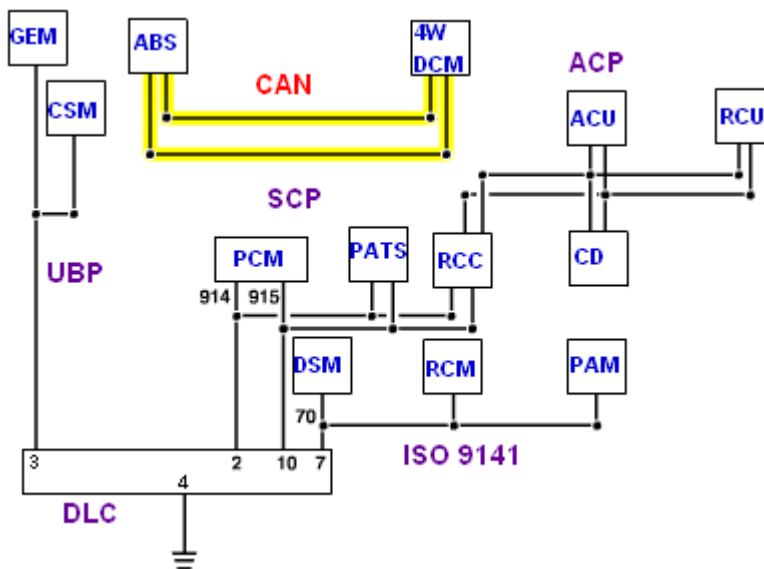 GEM
ABS
4W
DCM
CAN
ACP
CSM
ACU
RCU
SCP
UBP
PCM
PATS
RCC
CD
914
915
DSM
RCM
PAM
70
ISO 9141
3
2
10
7
4
DLC